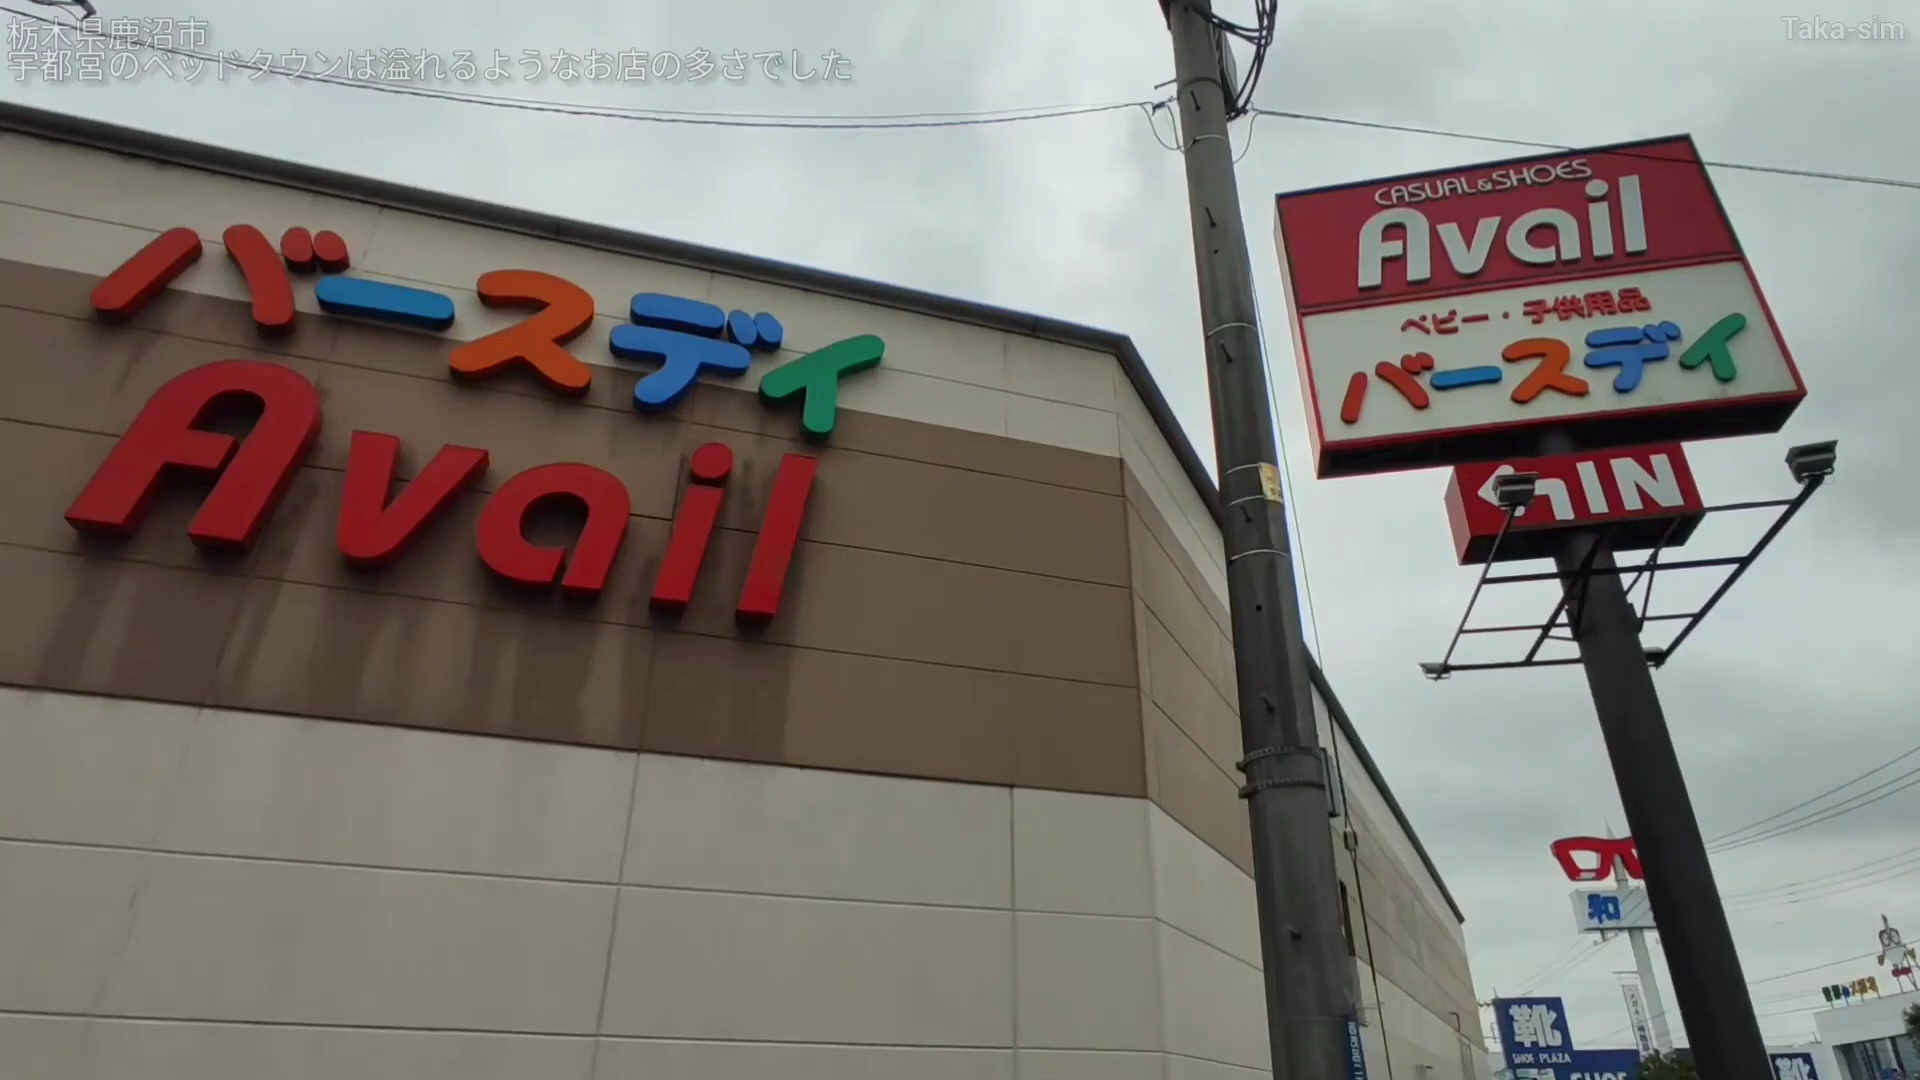 栃木県鹿沼市
宇都宮のベッドタウンは溢れるようなお店の多さでした
Taka-sim
バースデイ
Avail
CASUAL&SHOES
Avail
ベビー・子供用品
バースデイ
IN
和
靴
SHOE PLAZA
SHOE
靴